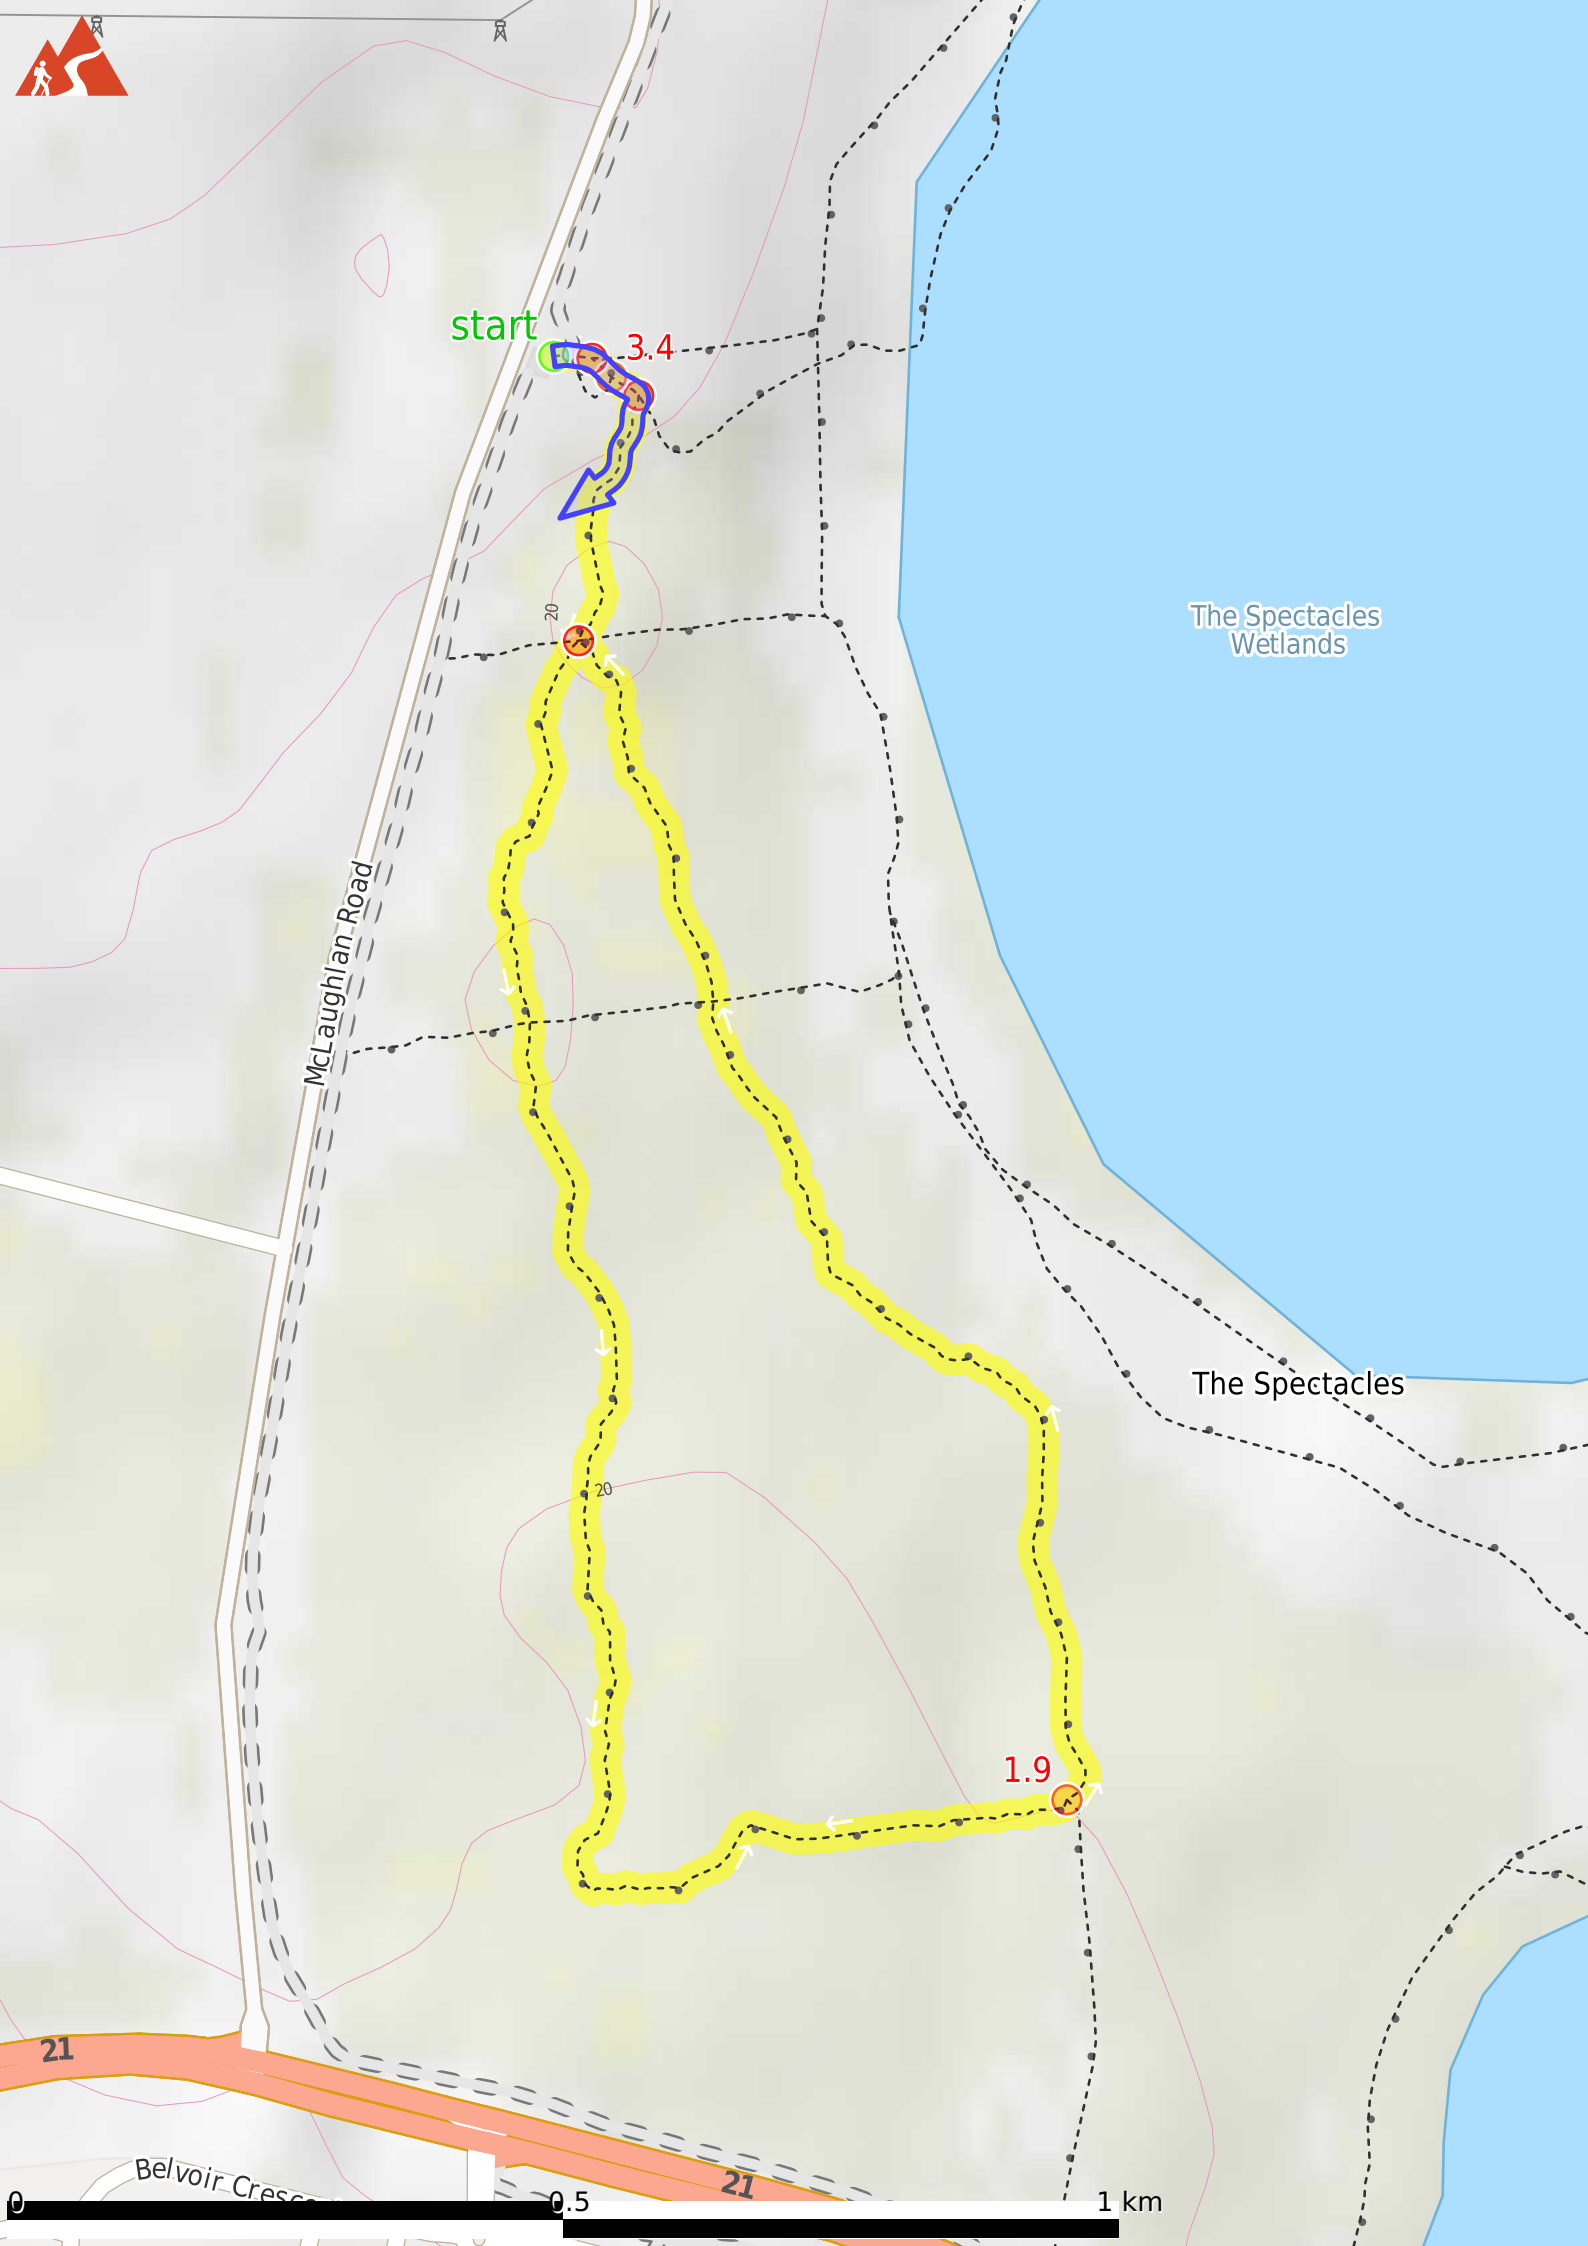 start
3.4
20
The Spectacles
Wetlands
McLaughlan Road
The Spectacles
20
1.9
21
21
Belvoir
0
0.5
1 km